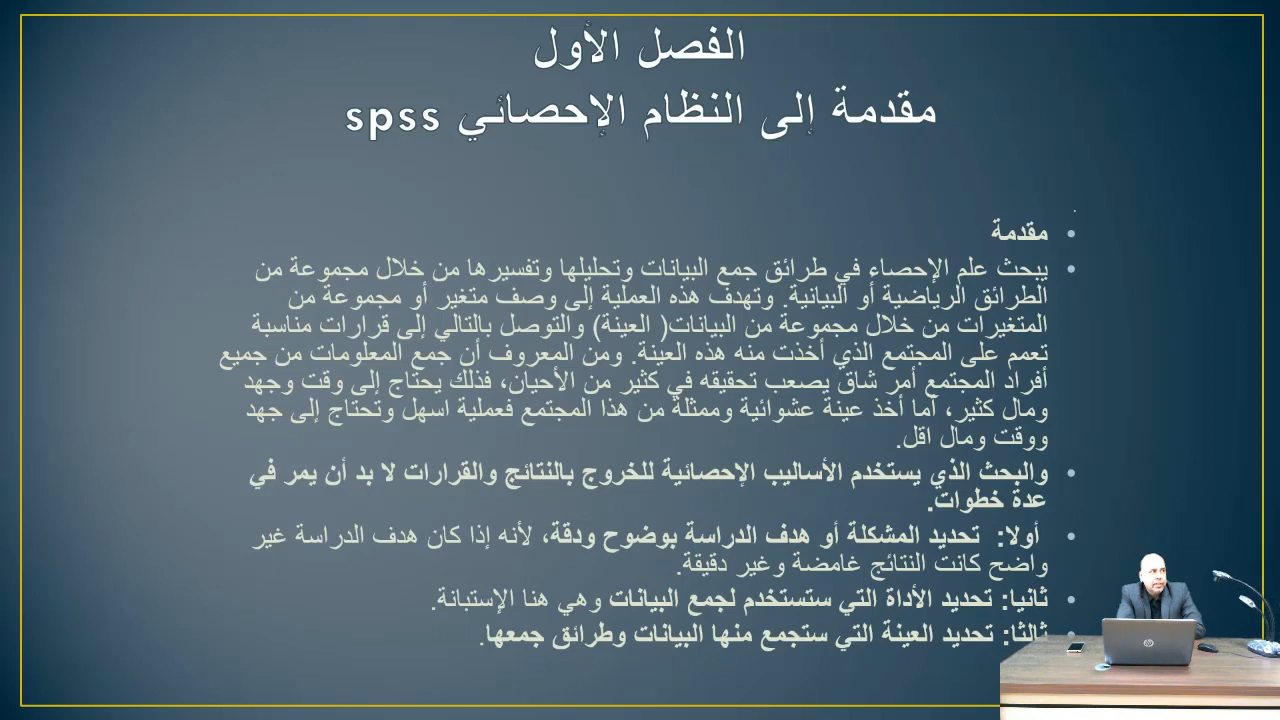 الفصل الأول
مقدمة إلى النظام الإحصائي spss
• مقدمة
• يبحث علم الإحصاء في طرائق جمع البيانات وتحليلها وتفسيرها من خلال مجموعة من
الطرائق الرياضية أو البيانية. وتهدف هذه العملية إلى وصف متغير أو مجموعة من
المتغيرات من خلال مجموعة من البيانات( العينة) والتوصل بالتالي إلى قرارات مناسبة
تعمم على المجتمع الذي أخذت منه هذه العينة. ومن المعروف أن جمع المعلومات من جميع
أفراد المجتمع أمر شاق يصعب تحقيقه في كثير من الأحيان، فذلك يحتاج إلى وقت وجهد
ومال كثير، أما أخذ عينة عشوائية وممثلة من هذا المجتمع فعملية اسهل وتحتاج إلى جهد
ووقت ومال اقل.
• والبحث الذي يستخدم الأساليب الإحصائية للخروج بالنتائج والقرارات لا بد أن يمر في
عدة خطوات.
• أولا: تحديد المشكلة أو هدف الدراسة بوضوح ودقة، لأنه إذا كان هدف الدراسة غير
واضح كانت النتائج غامضة وغير دقيقة.
• ثانيا: تحديد الأداة التي ستستخدم لجمع البيانات وهي هنا الإستبانة.
• ثالثا: تحديد العينة التي ستجمع منها البيانات وطرائق جمعها.
hp